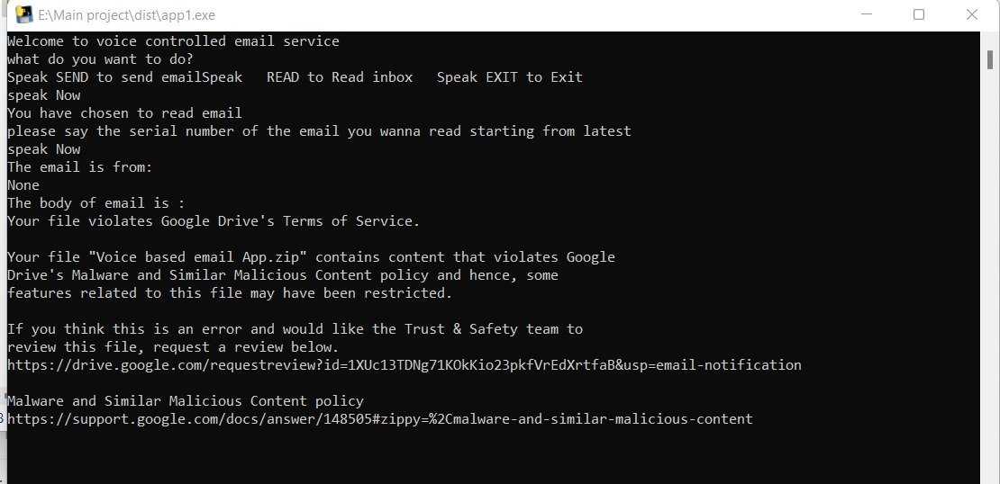 E:\Main project\dist\app1.exe
Welcome to voice controlled email service
what do you want to do?
Speak SEND to send emailSpeak   READ to Read inbox   Speak EXIT to Exit
speak Now
You have chosen to read email
please say the serial number of the email you wanna read starting from latest
speak Now
The email is from:
None
The body of email is :
Your file violates Google Drive's Terms of Service.

Your file "Voice based email App.zip" contains content that violates Google
Drive's Malware and Similar Malicious Content policy and hence, some
features related to this file may have been restricted.

If you think this is an error and would like the Trust & Safety team to
review this file, request a review below.
https://drive.google.com/requestreview?id=1XUc13TDNg71KOkKio23pkfVrEdXrtfaB&usp=email-notification

Malware and Similar Malicious Content policy
https://support.google.com/docs/answer/148505#zippy=%2Cmalware-and-similar-malicious-content